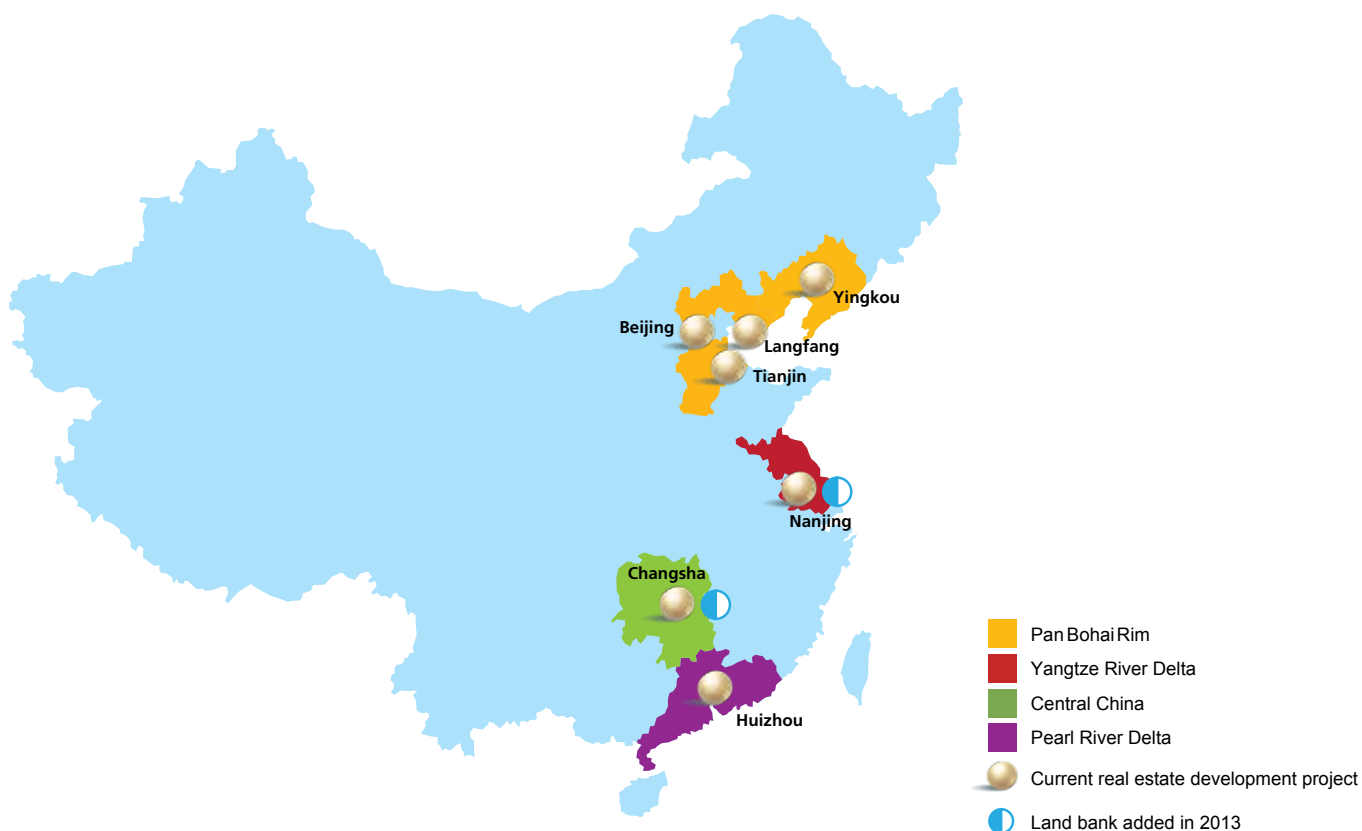 Yingkou
Beijing
Langfang
Tianjin
Nanjing
Changsha
Huizhou
Pan Bohai Rim
Yangtze River Delta
Central China
Pearl River Delta
Current real estate development project
Land bank added in 2013